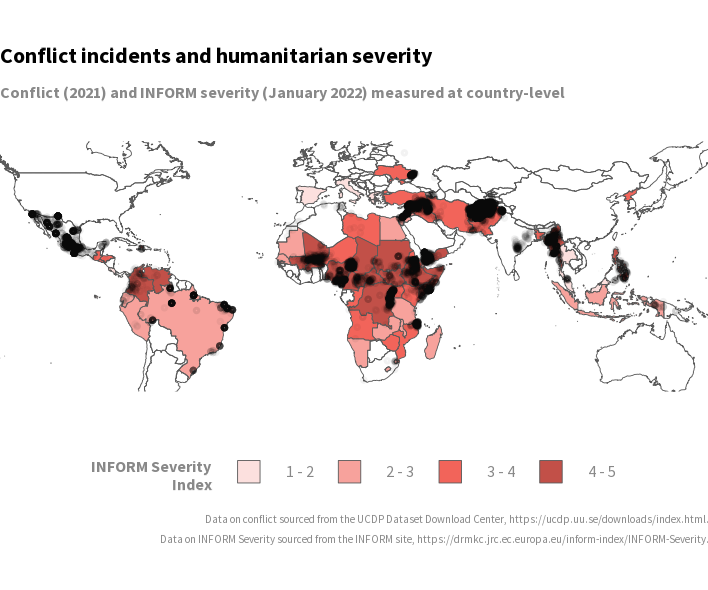 Conflict incidents and humanitarian severity
Conflict (2021) and INFORM severity (January 2022) measured at country-level
INFORM Severity
Index
1 - 2
2 - 3
3 - 4
4 - 5
Data on conflict sourced from the UCDP Dataset Download Center, https://ucdp.uu.se/downloads/index.html.
Data on INFORM Severity sourced from the INFORM site, https://drmkc.jrc.ec.europa.eu/inform-index/INFORM-Severity.